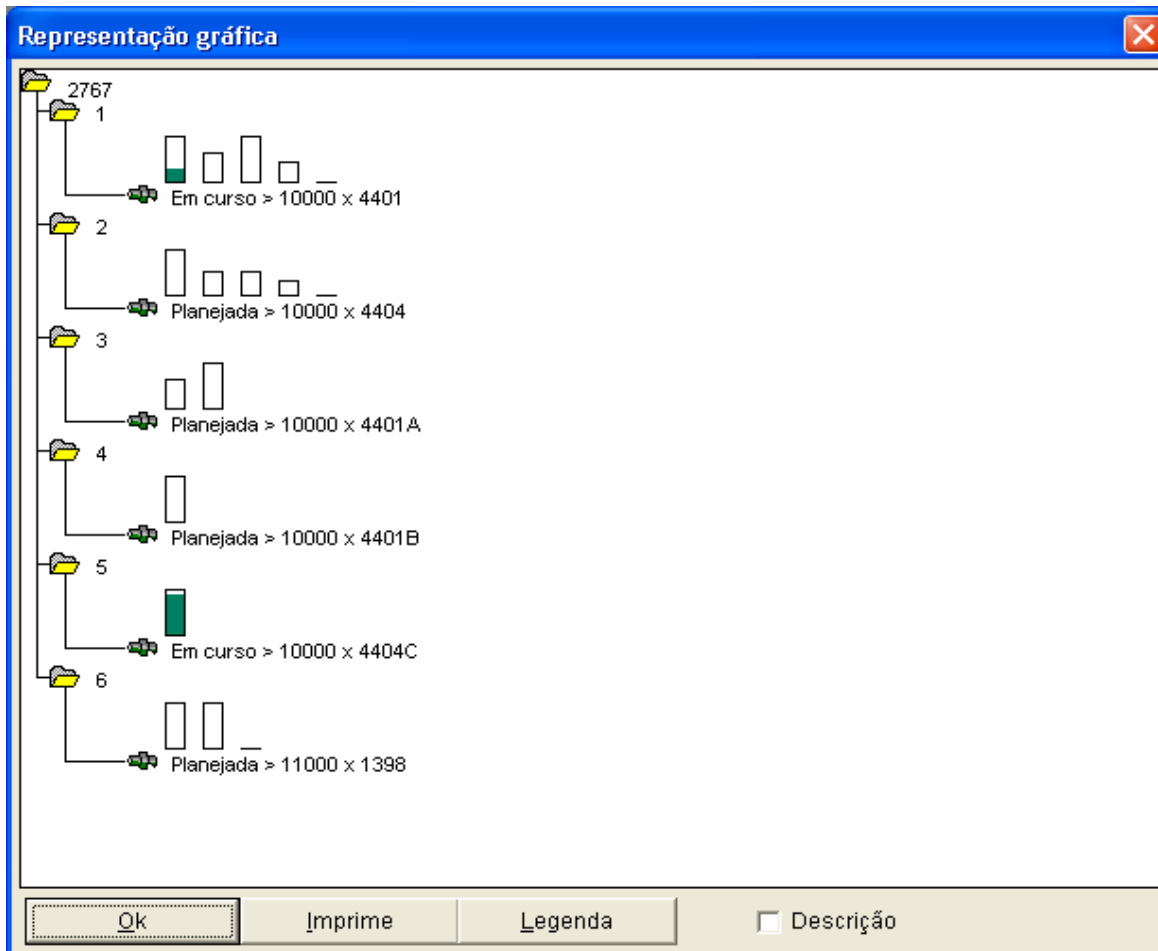 Representação gráfica
2767
1
Em curso > 10000 x 4401
2
Planejada > 10000 x 4404
3
Planejada > 10000 x 4401A
4
Planejada > 10000 x 4401B
5
Em curso > 10000 x 4404C
6
Planejada > 11000 x 1398
Ok Imprime Legenda Descrição